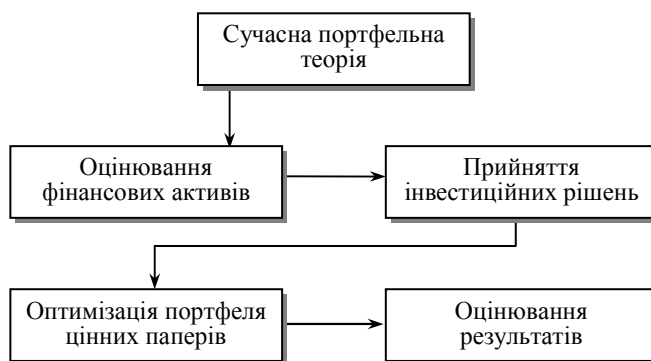 Сучасна портфельна
теорія
Оцінювання
фінансових активів
Прийняття
інвестиційних рішень
Оптимізація портфеля
цінних паперів
Оцінювання
результатів